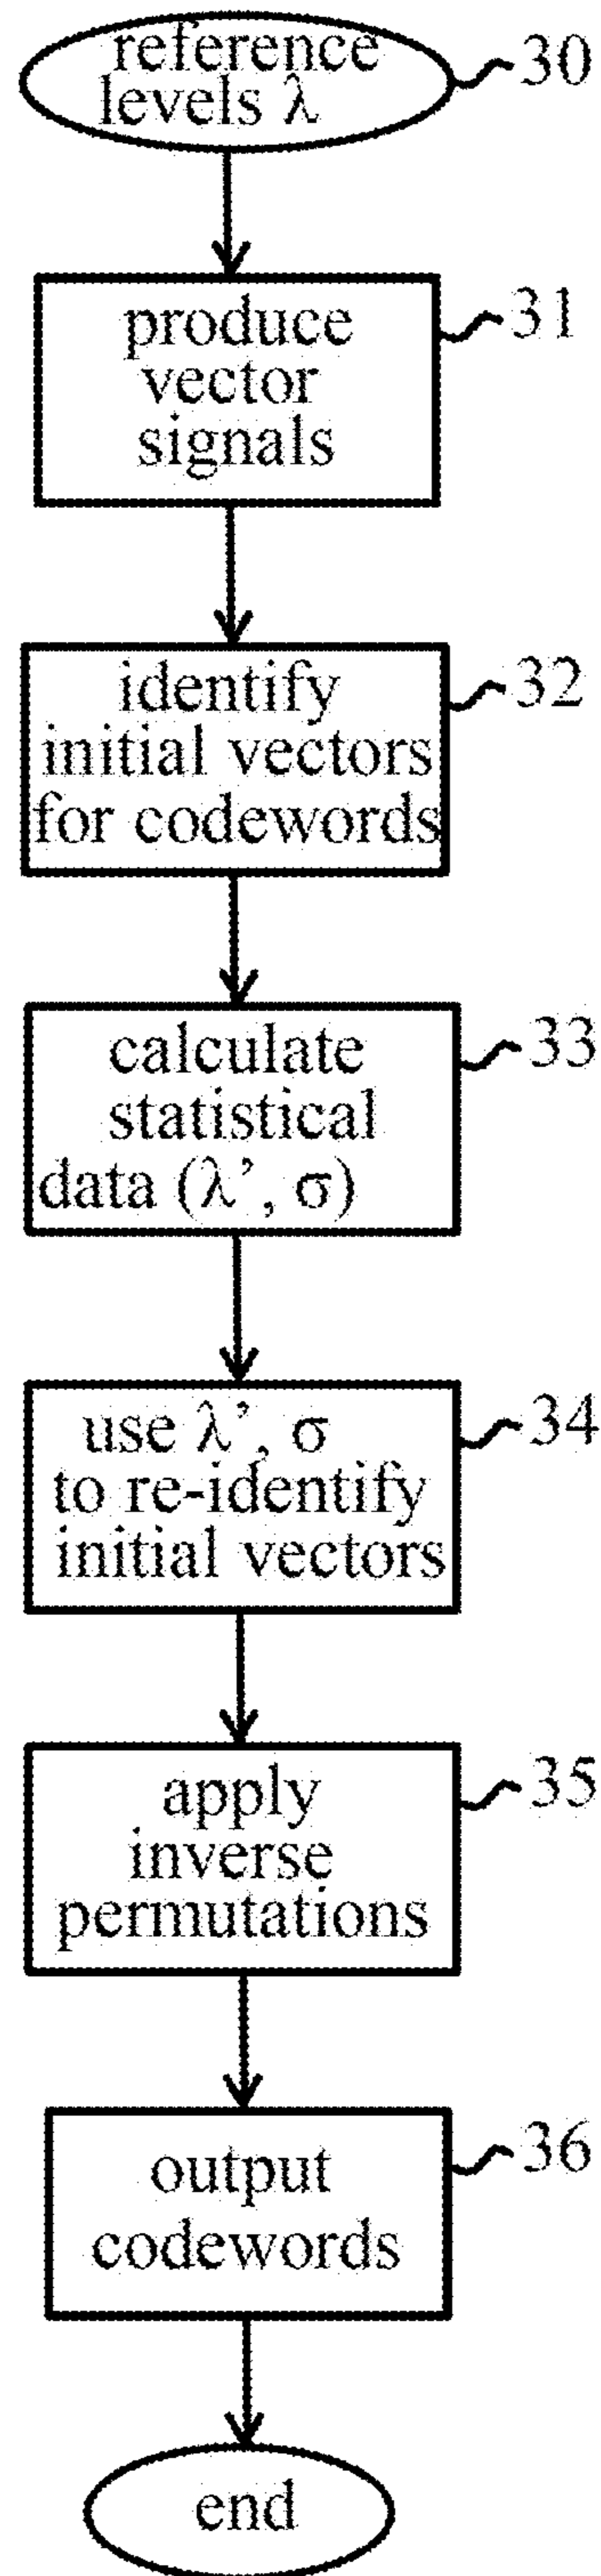 reference
levels λ
30
produce
vector
signals
31
identify
initial vectors
for codewords
32
calculate
statistical
data (λ’, σ)
33
use λ’, σ
to re-identify
initial vectors
34
apply
inverse
permutations
35
output
codewords
36
end